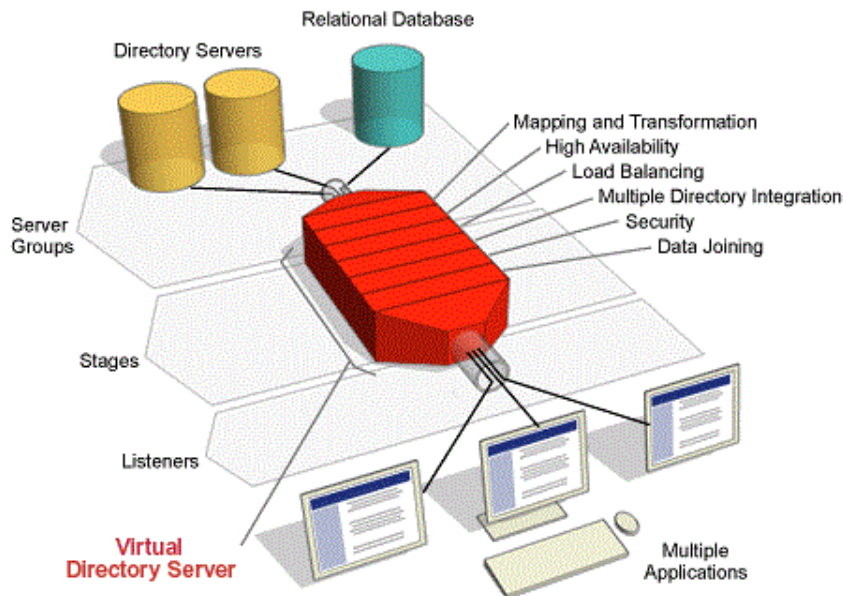 Relational Database
Directory Servers
Mapping and Transformation
High Availability
Load Balancing
Multiple Directory Integration
Security
Data Joining
Server
Groups
Stages
Listeners
Virtual
Directory Server
Multiple
Applications